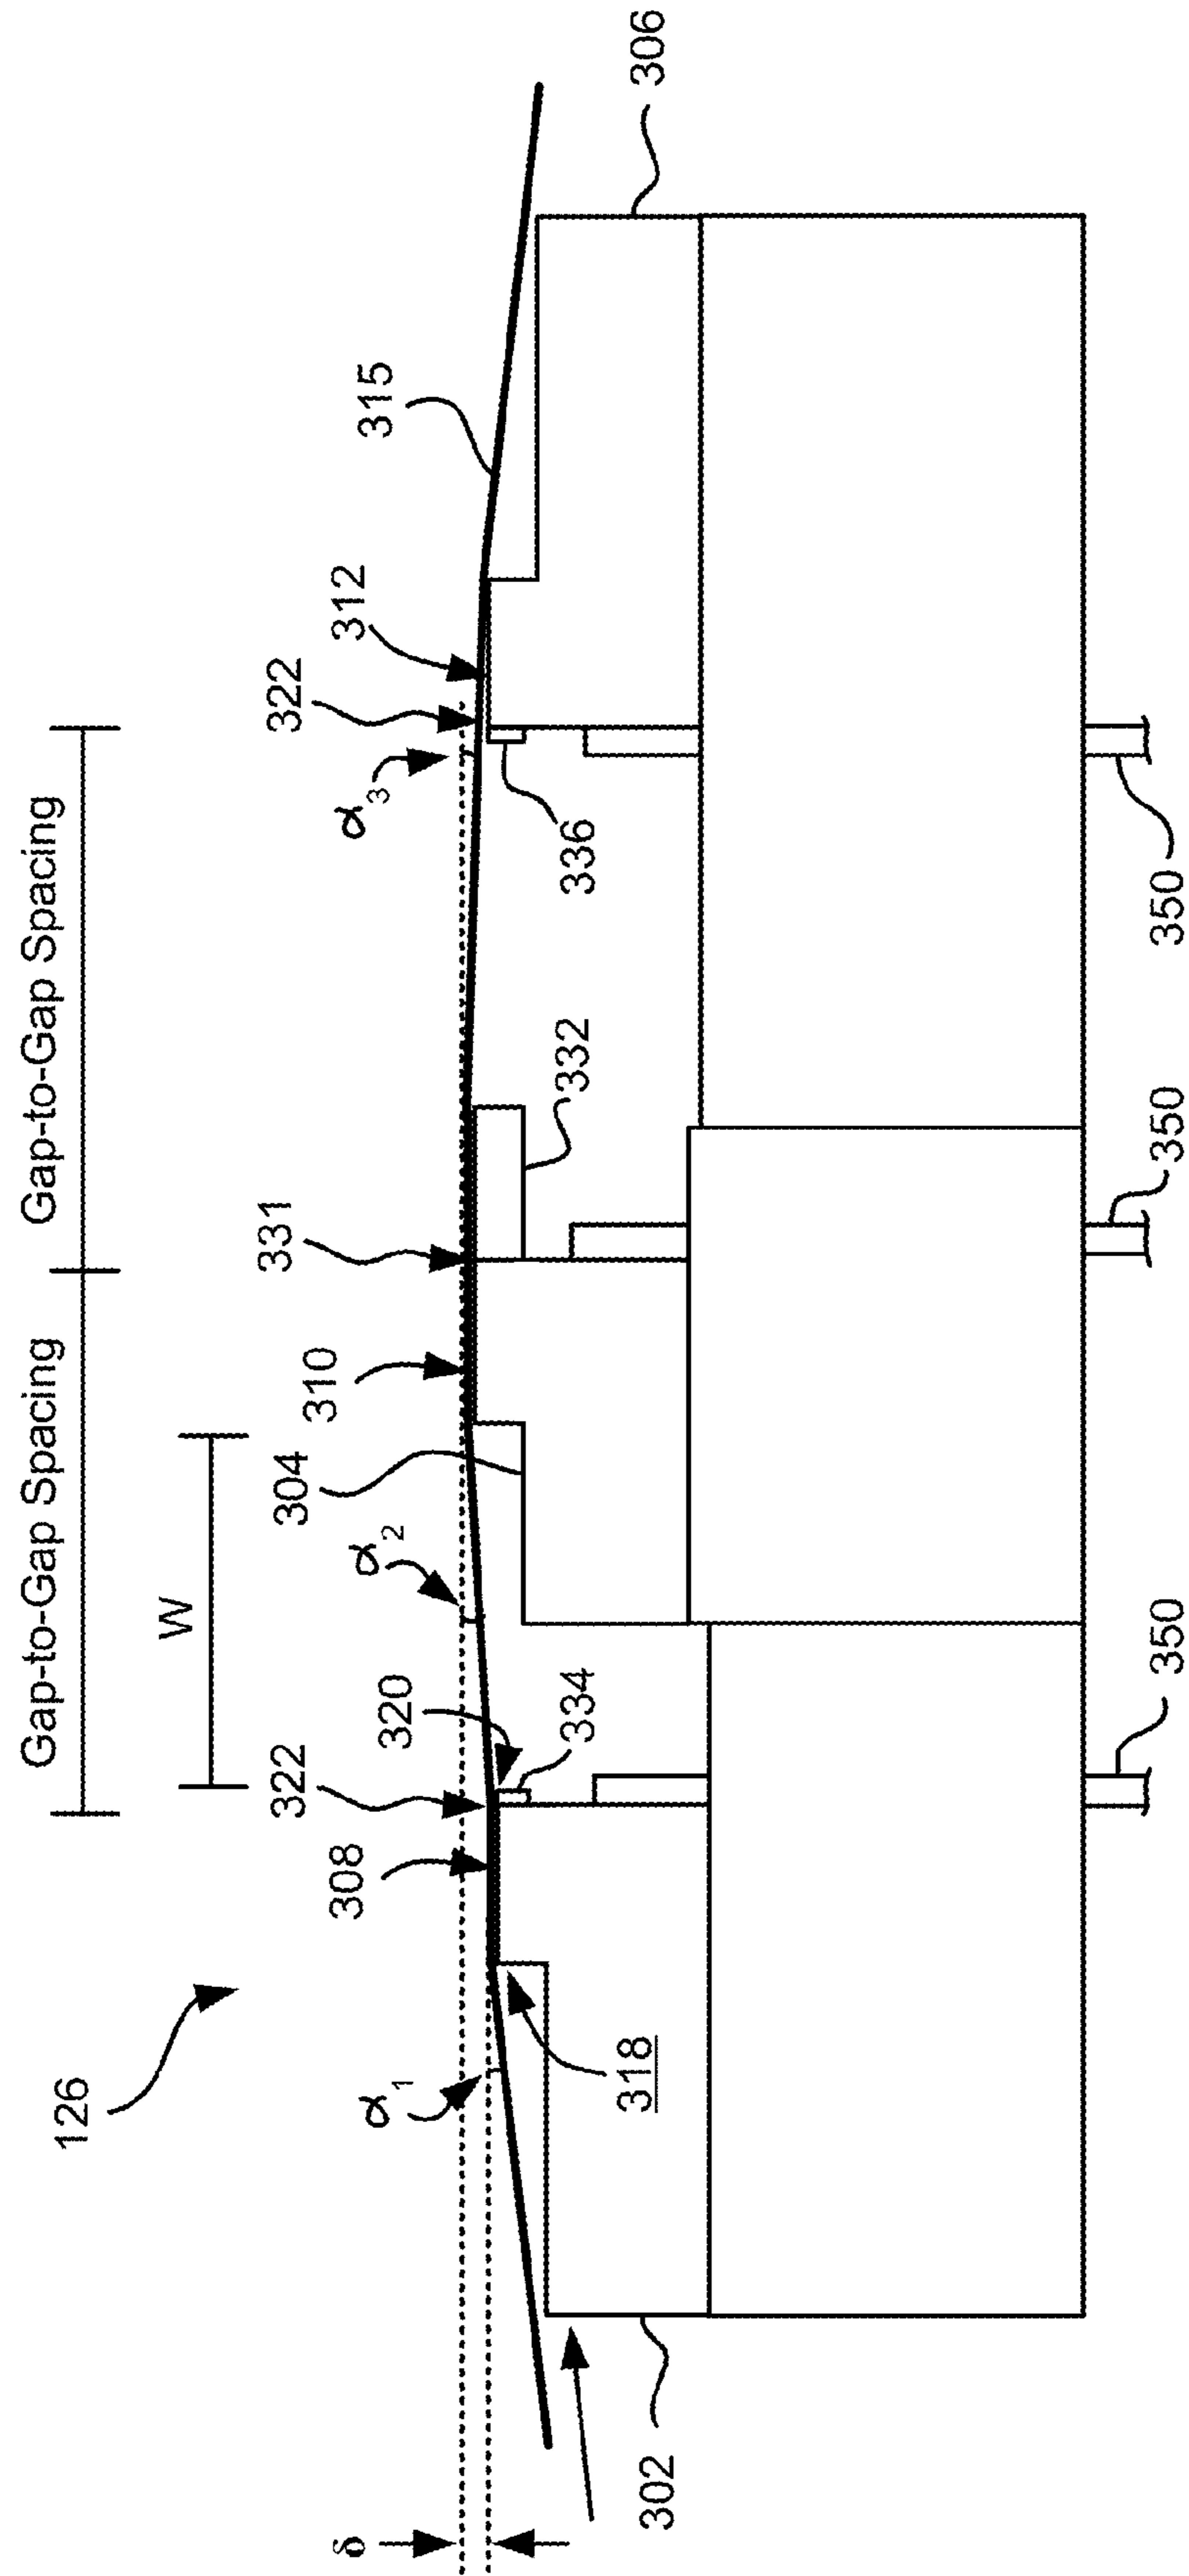 Gap-to-Gap Spacing
Gap-to-Gap Spacing
W
126
δ
α1
308
322
320
334
α2
304
310
331
332
α3
322
312
336
315
306
318
302
350
350
350